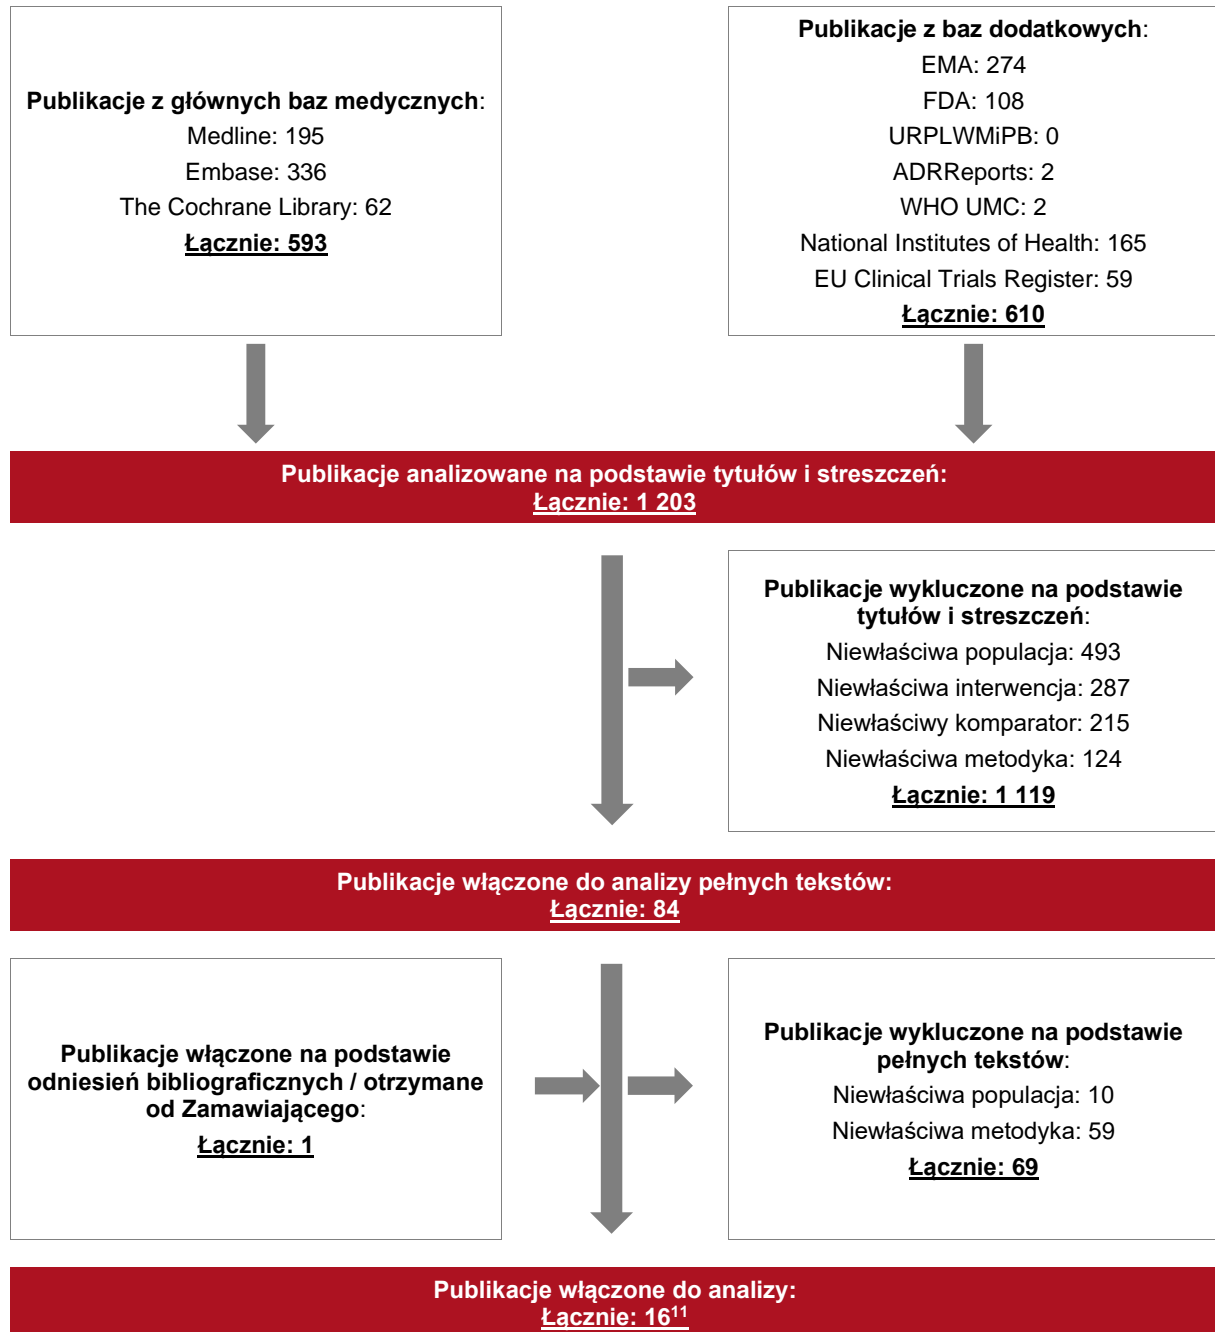 Publikacje z głównych baz medycznych:
Medline: 195
Embase: 336
The Cochrane Library: 62
Łącznie: 593
Publikacje z baz dodatkowych:
EMA: 274
FDA: 108
URPLWMiPB: 0
ADRReports: 2
WHO UMC: 2
National Institutes of Health: 165
EU Clinical Trials Register: 59
Łącznie: 610
Publikacje analizowane na podstawie tytułów i streszczeń:
Łącznie: 1 203
Publikacje wykluczone na podstawie
tytułów i streszczeń:
Niewłaściwa populacja: 493
Niewłaściwa interwencja: 287
Niewłaściwy komparator: 215
Niewłaściwa metodyka: 124
Łącznie: 1 119
Publikacje włączone do analizy pełnych tekstów:
Łącznie: 84
Publikacje włączone na podstawie
odniesień bibliograficznych / otrzymane
od Zamawiającego:
Łącznie: 1
Publikacje wykluczone na podstawie
pełnych tekstów:
Niewłaściwa populacja: 10
Niewłaściwa metodyka: 59
Łącznie: 69
Publikacje włączone do analizy:
Łącznie: 16¹¹